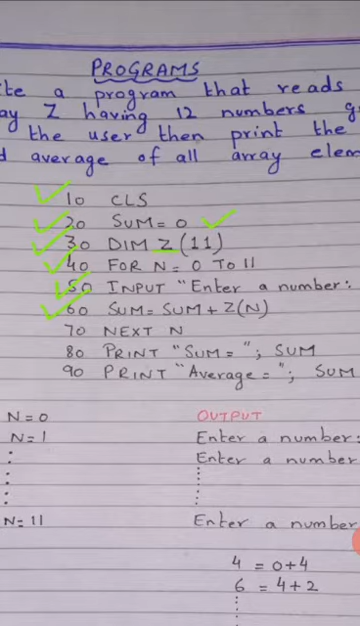 PROGRAMS
a program that reads
Z having 12 numbers
the user then print the
average of all array
10 CLS
20 SUM = 0
30 DIM Z (11)
40 FOR N = 0 TO 11
50 INPUT "Enter a number:
60 SUM = SUM + Z(N)
70 NEXT N
80 PRINT "SUM = "; SUM
90 PRINT "Average = "; SUM
N = 0 OUTPUT
N = 1 Enter a number:
: Enter a number
N = 11 Enter a number
4 = 0+4
6 = 4+2